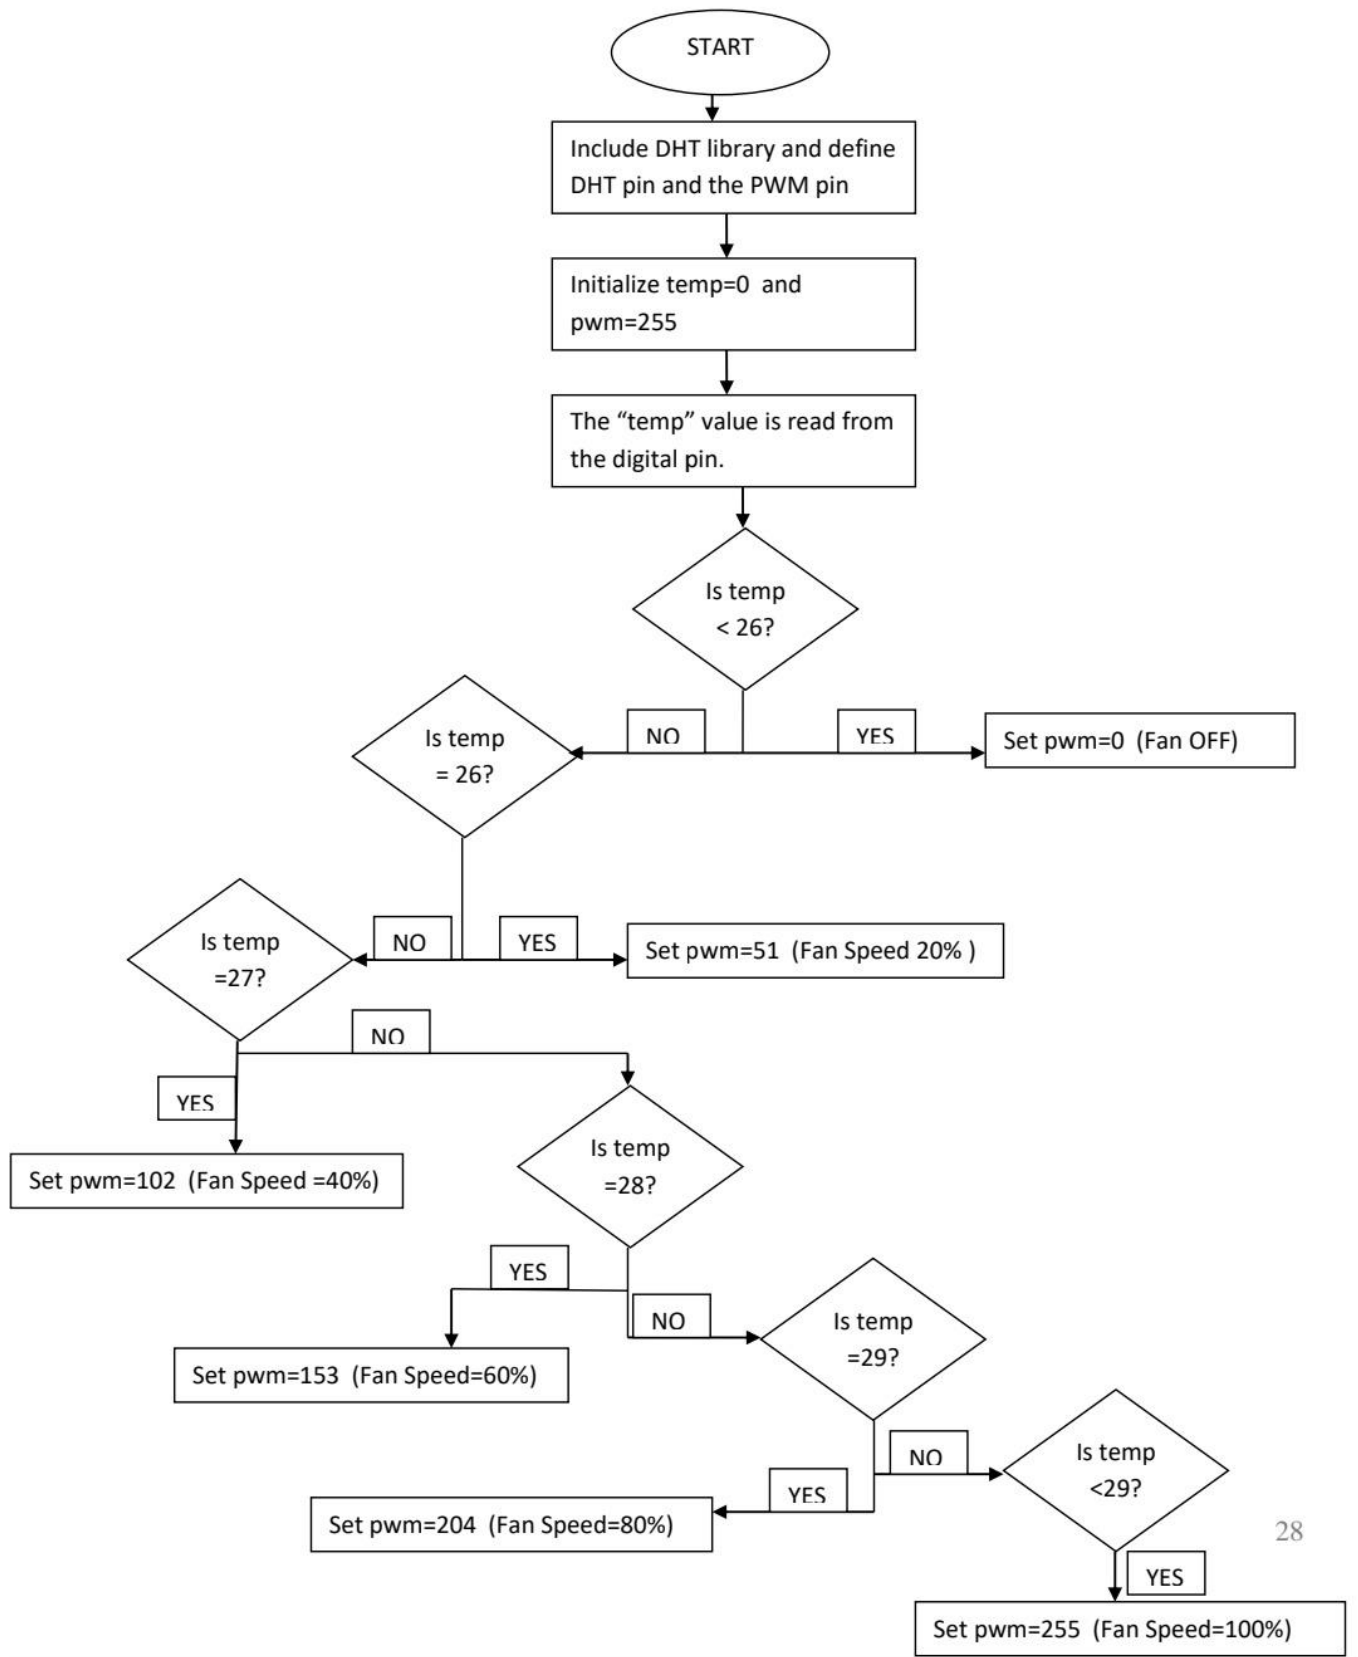 START
Include DHT library and define
DHT pin and the PWM pin
Initialize temp=0 and
pwm=255
The “temp” value is read from
the digital pin.
Is temp
< 26?
NO
YES
Set pwm=0 (Fan OFF)
Is temp
= 26?
NO
YES
Set pwm=51 (Fan Speed 20% )
Is temp
=27?
NO
YES
Set pwm=102 (Fan Speed =40%)
Is temp
=28?
YES
NO
Set pwm=153 (Fan Speed=60%)
Is temp
=29?
NO
YES
Set pwm=204 (Fan Speed=80%)
Is temp
<29?
28
YES
Set pwm=255 (Fan Speed=100%)